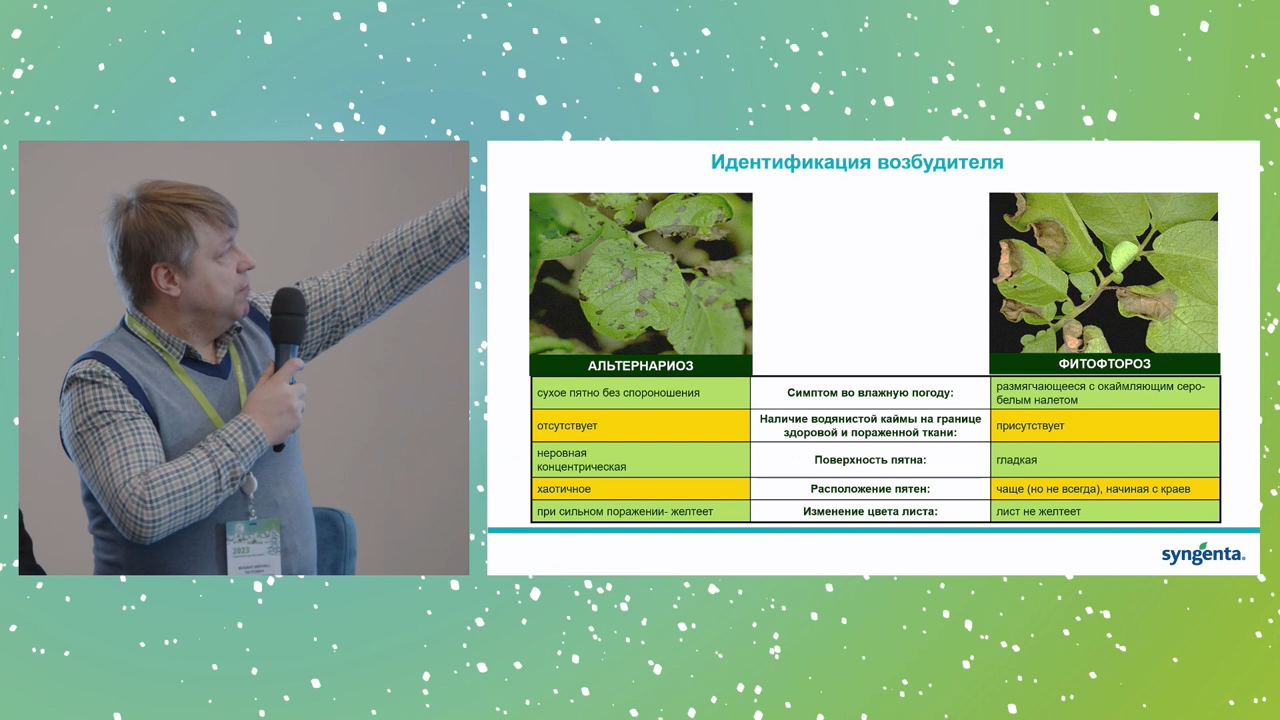 Идентификация возбудителя
АЛЬТЕРНАРИОЗ
ФИТОФТОРОЗ
сухое пятно без спороношения
Симптом во влажную погоду:
размягчающееся с окаймляющим серо-
белым налетом
отсутствует
Наличие водянистой каймы на границе
здоровой и пораженной ткани:
присутствует
неровная
концентрическая
Поверхность пятна:
гладкая
хаотичное
Расположение пятен:
чаще (но не всегда), начиная с краев
при сильном поражении- желтеет
Изменение цвета листа:
лист не желтеет
syngenta.
2023